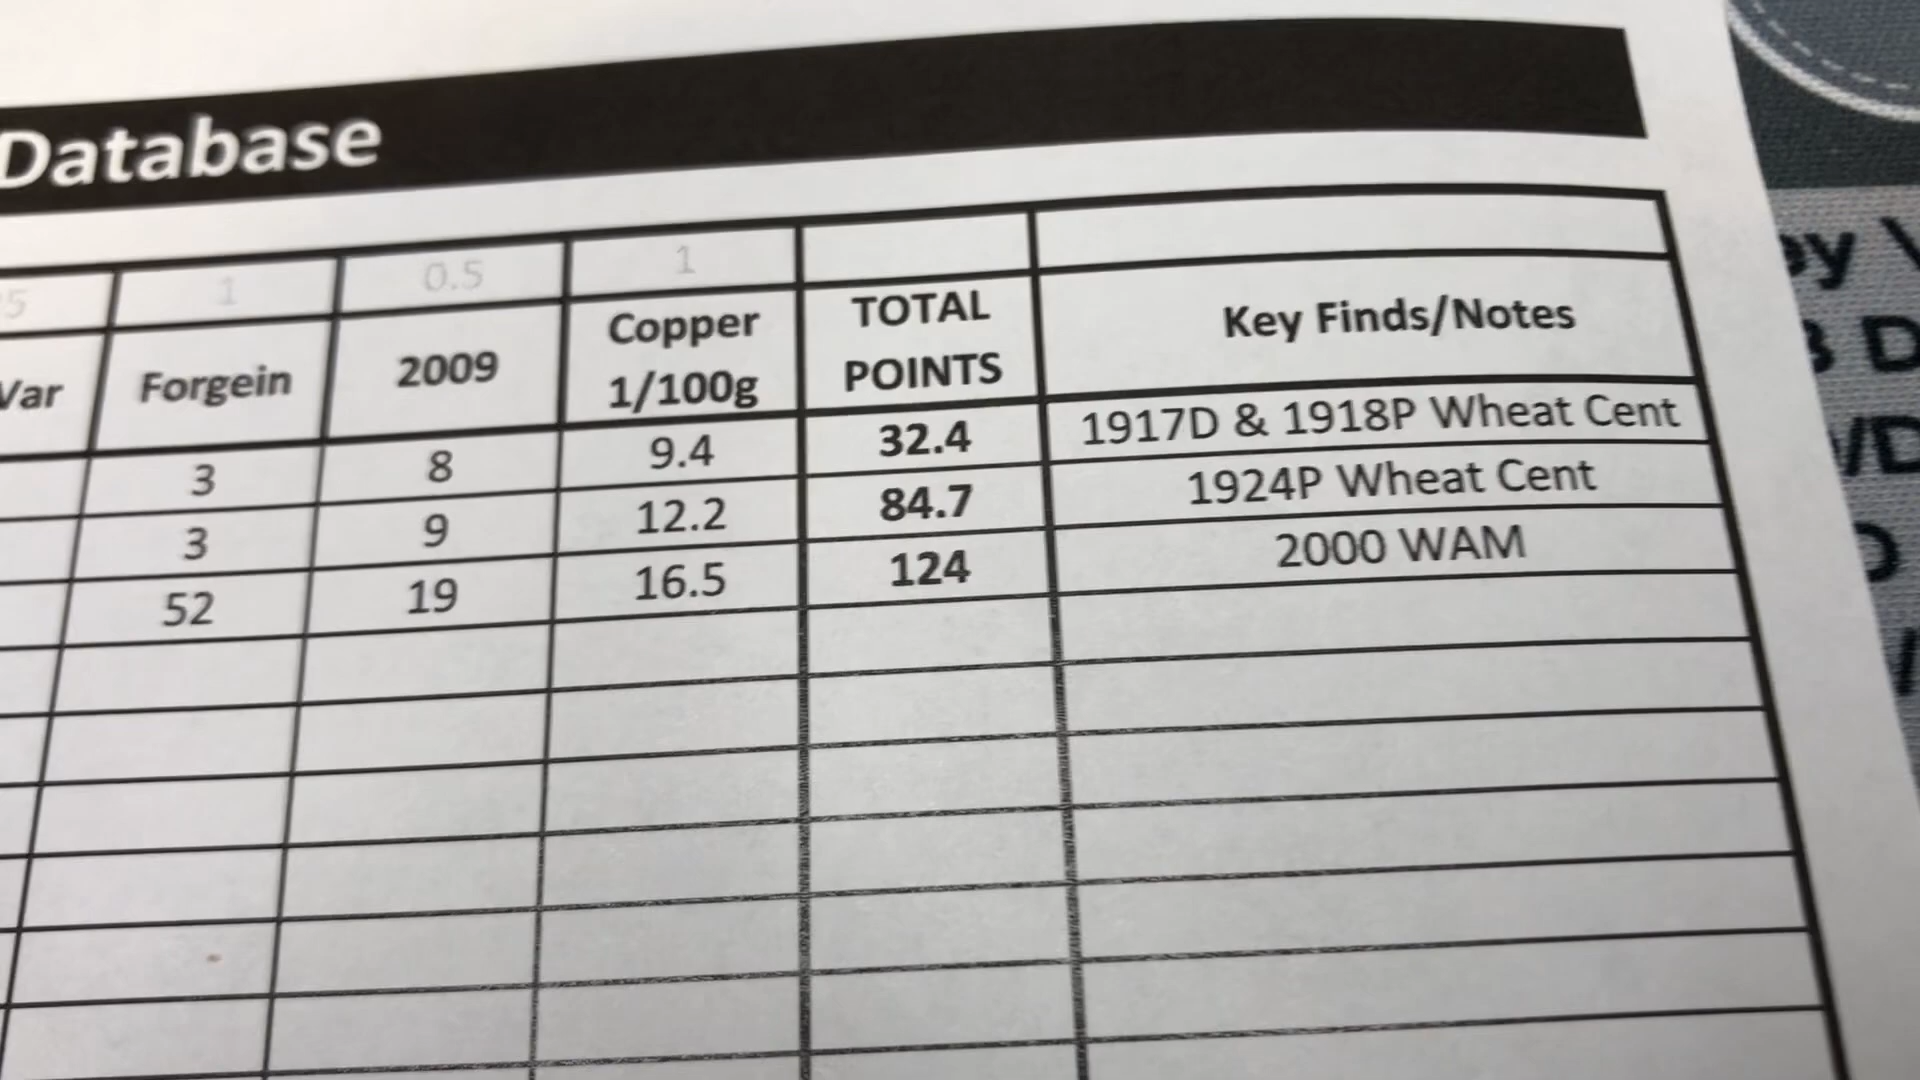 Database
5 1 0.5 1
Var Forgein 2009 Copper 1/100g TOTAL POINTS Key Finds/Notes
3 8 9.4 32.4 1917D & 1918P Wheat Cent
3 9 12.2 84.7 1924P Wheat Cent
52 19 16.5 124 2000 WAM